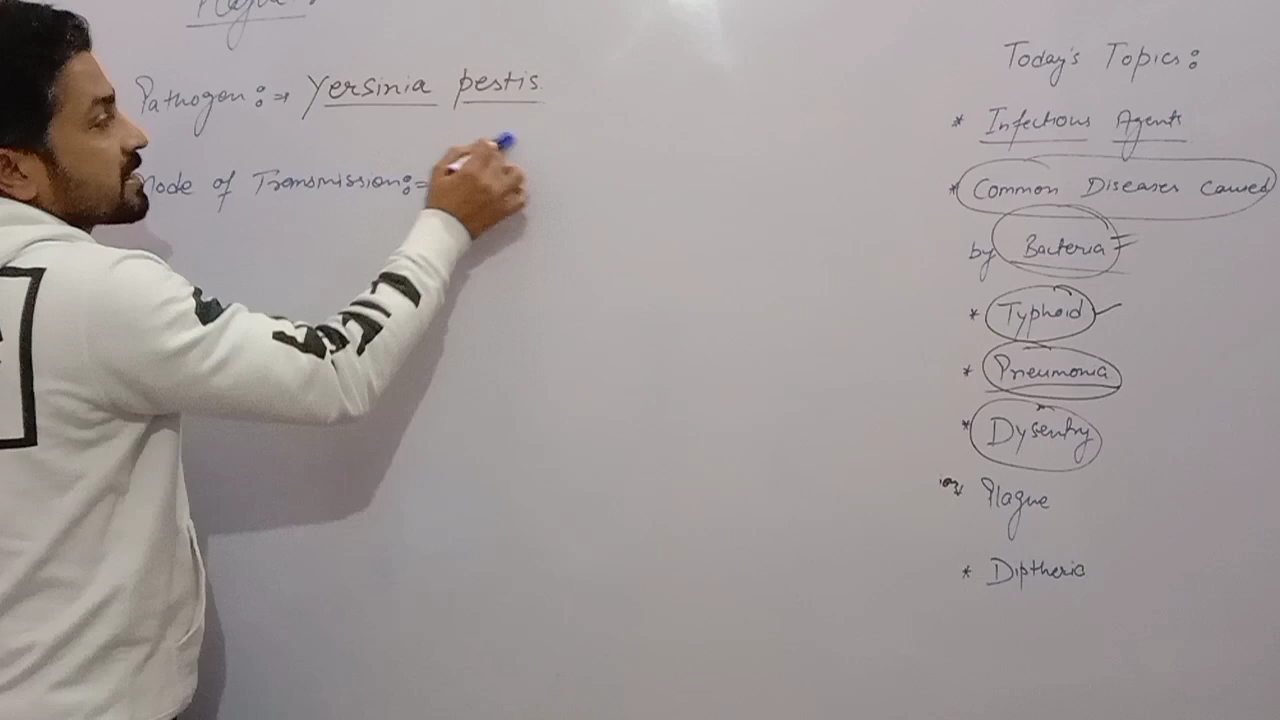 Plague :
Pathogen :→ Yersinia pestis.
Mode of Transmission :=
Today's Topics :
* Infectious Agents
* Common Diseases Caused
by Bacteria
* Typhoid
* Pneumonia
* Dysentry
* Plague
* Diptheria